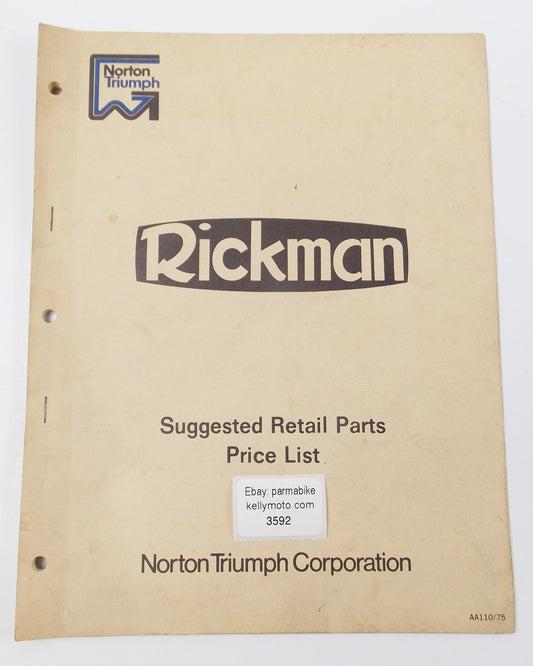 Norton
Triumph
Rickman
Suggested Retail Parts
Price List
Ebay: parmabike
kellymoto.com
3592
Norton Triumph Corporation
AA110/75